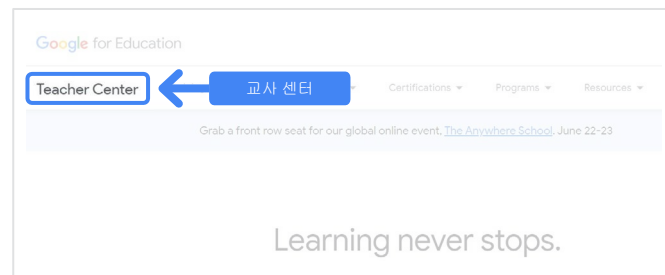 Google for Education
Teacher Center
교사 센터
Certifications
Programs
Resources
Grab a front row seat for our global online event, The Anywhere School. June 22-23
Learning never stops.